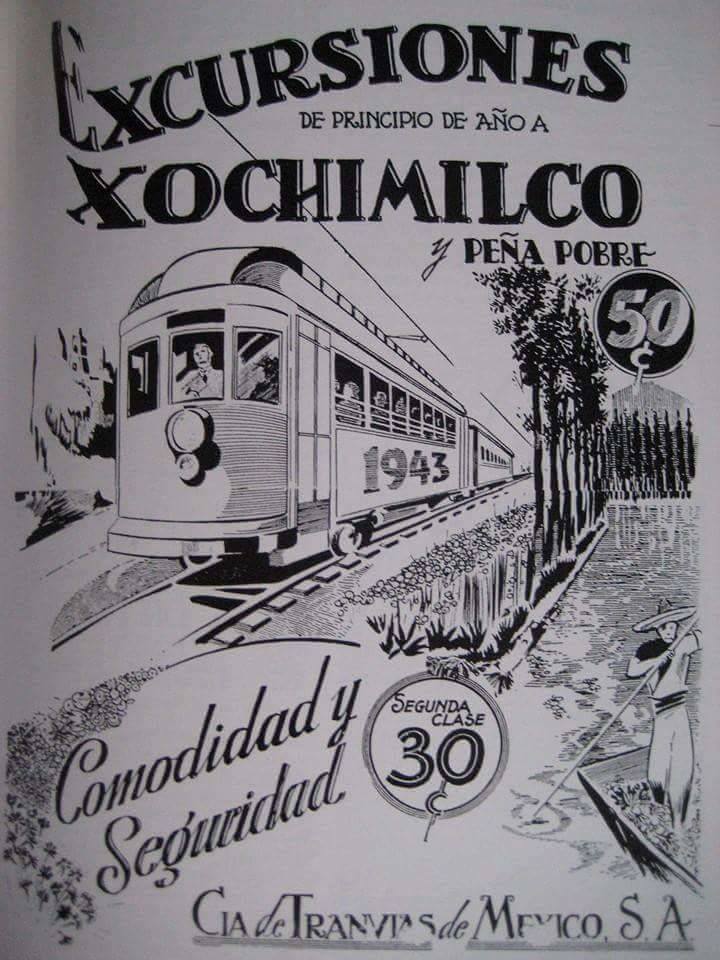 EXCURSIONES
DE PRINCIPIO DE AÑO A
XOCHIMILCO
y PEÑA POBRE
50
¢
1943
Comodidad y
Seguridad
SEGUNDA
CLASE
30
¢
CIA de TRANVIAS de MEXICO, S. A.